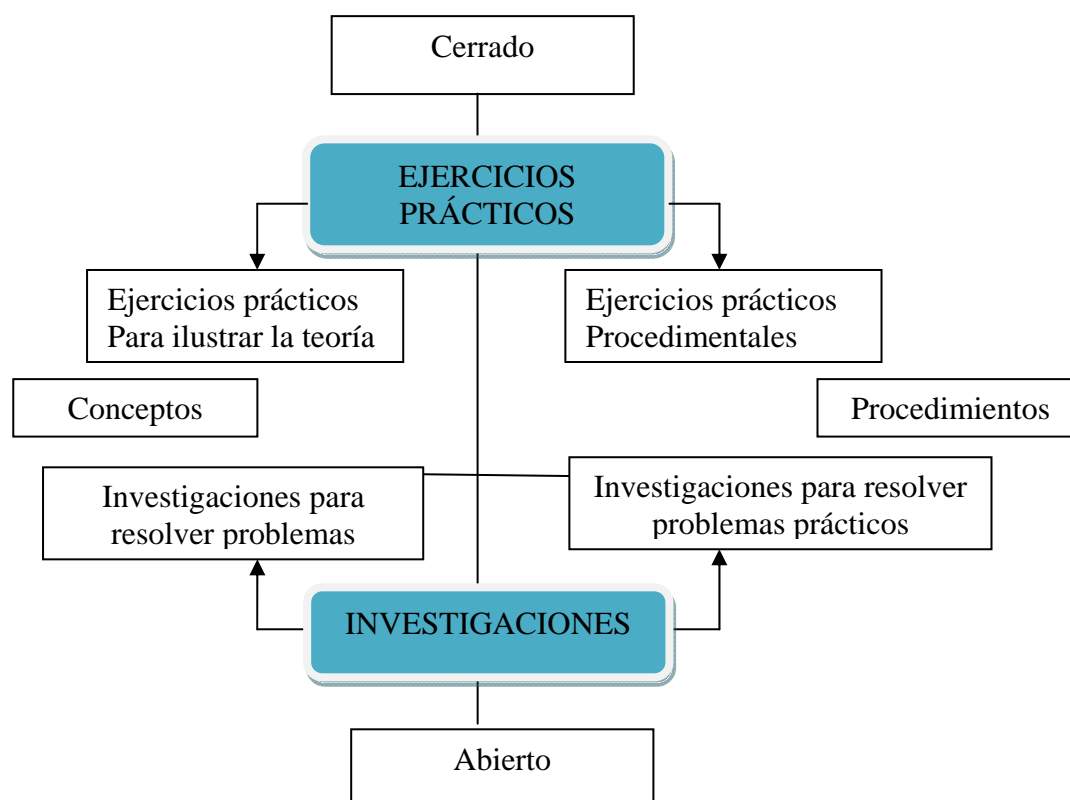 Cerrado
EJERCICIOS
PRÁCTICOS
Ejercicios prácticos
Para ilustrar la teoría
Ejercicios prácticos
Procedimentales
Conceptos
Procedimientos
Investigaciones para
resolver problemas
Investigaciones para resolver
problemas prácticos
INVESTIGACIONES
Abierto